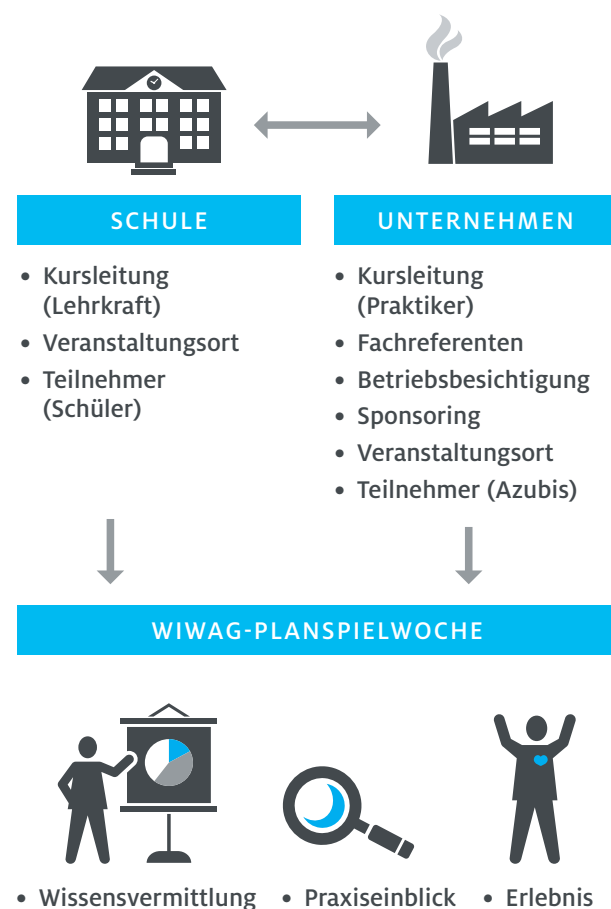 SCHULE
• Kursleitung
(Lehrkraft)
• Veranstaltungsort
• Teilnehmer
(Schüler)
UNTERNEHMEN
• Kursleitung
(Praktiker)
• Fachreferenten
• Betriebsbesichtigung
• Sponsoring
• Veranstaltungsort
• Teilnehmer (Azubis)
WIWAG-PLANSPIELWOCHE
• Wissensvermittlung
• Praxiseinblick
• Erlebnis